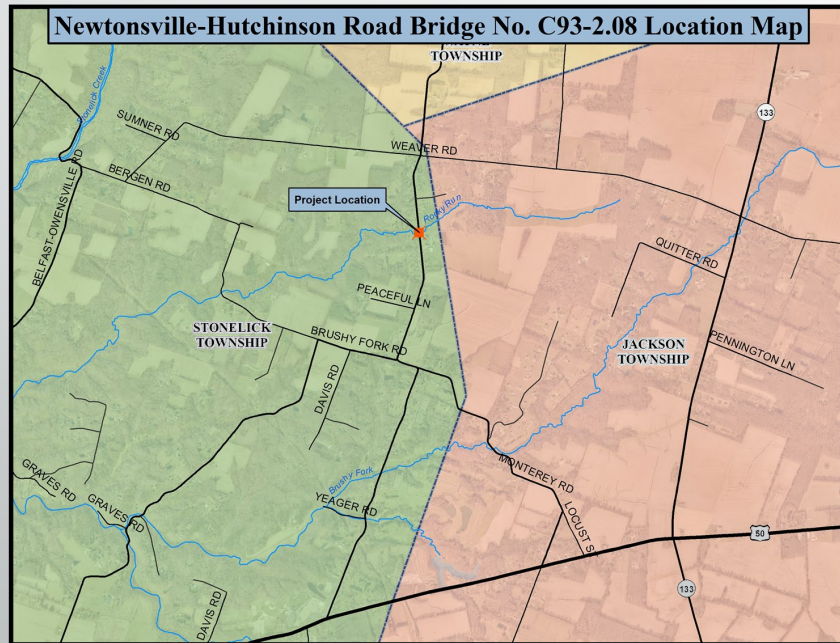 Newtonsville-Hutchinson Road Bridge No. C93-2.08 Location Map
TOWNSHIP
Stonelick Creek
133
SUMNER RD
WEAVER RD
BERGEN RD
BELFAST-OWENSVILLE RD
Project Location
Rocky Run
QUITTER RD
PEACEFUL LN
STONELICK
TOWNSHIP
BRUSHY FORK RD
JACKSON
TOWNSHIP
PENNINGTON LN
DAVIS RD
MONTEREY RD
GRAVES RD
GRAVES RD
Brushy Fork
YEAGER RD
LOCUST ST
50
133
DAVIS RD